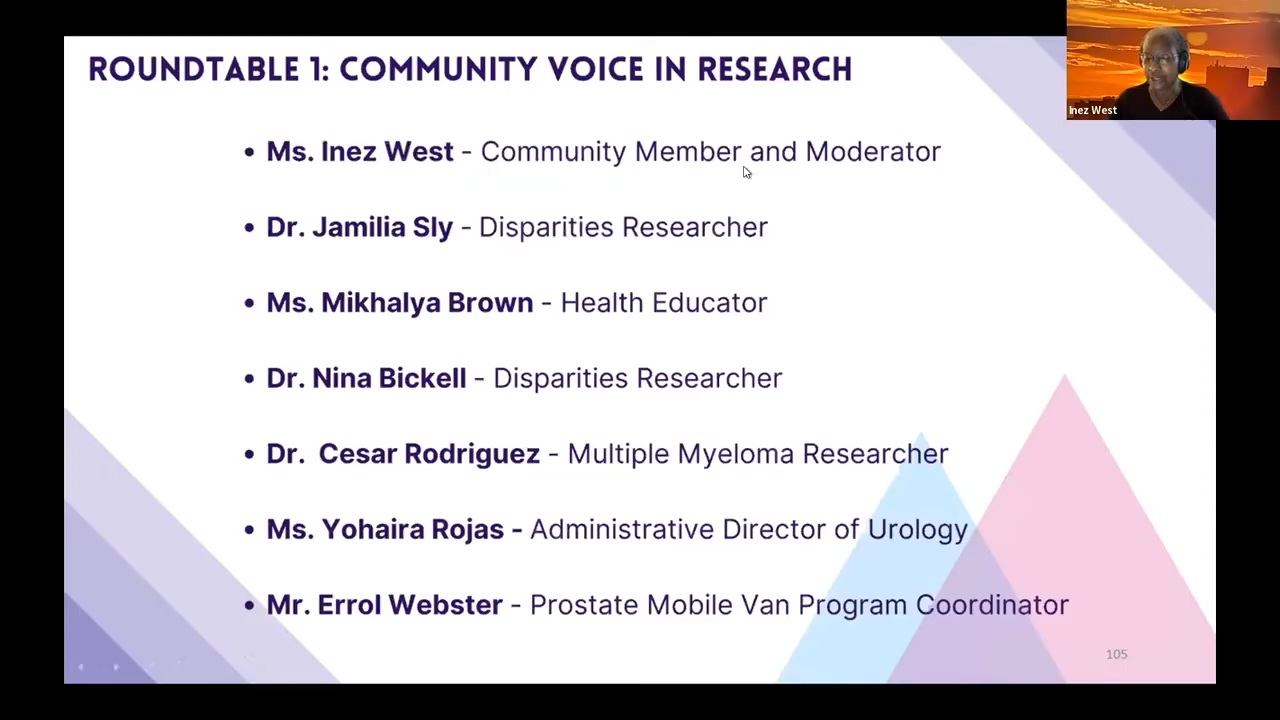 ROUNDTABLE 1: COMMUNITY VOICE IN RESEARCH
Inez West
• Ms. Inez West - Community Member and Moderator
• Dr. Jamilia Sly - Disparities Researcher
• Ms. Mikhalya Brown - Health Educator
• Dr. Nina Bickell - Disparities Researcher
• Dr.  Cesar Rodriguez - Multiple Myeloma Researcher
• Ms. Yohaira Rojas - Administrative Director of Urology
• Mr. Errol Webster - Prostate Mobile Van Program Coordinator
105